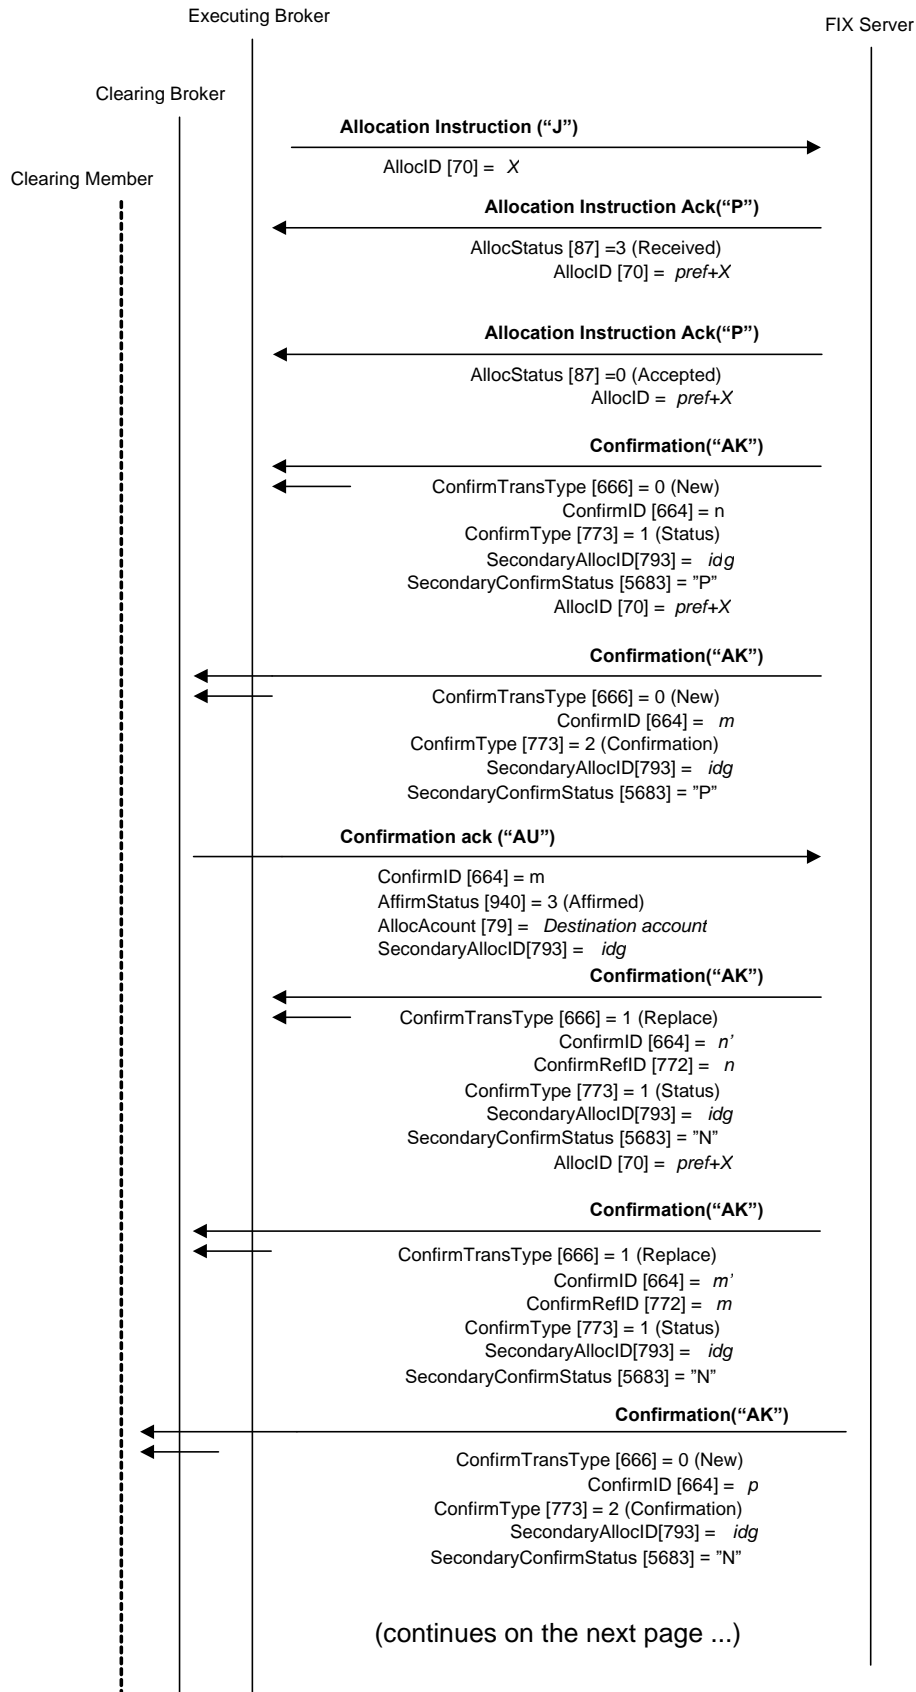 Executing Broker
FIX Server
Clearing Broker
Allocation Instruction (“J”)
AllocID [70] = X
Clearing Member
Allocation Instruction Ack(“P”)
AllocStatus [87] =3 (Received)
AllocID [70] = pref+X
Allocation Instruction Ack(“P”)
AllocStatus [87] =0 (Accepted)
AllocID = pref+X
Confirmation(“AK”)
ConfirmTransType [666] = 0 (New)
ConfirmID [664] = n
ConfirmType [773] = 1 (Status)
SecondaryAllocID[793] = idg
SecondaryConfirmStatus [5683] = ”P”
AllocID [70] = pref+X
Confirmation(“AK”)
ConfirmTransType [666] = 0 (New)
ConfirmID [664] = m
ConfirmType [773] = 2 (Confirmation)
SecondaryAllocID[793] = idg
SecondaryConfirmStatus [5683] = ”P”
Confirmation ack (“AU”)
ConfirmID [664] = m
AffirmStatus [940] = 3 (Affirmed)
AllocAcount [79] = Destination account
SecondaryAllocID[793] = idg
Confirmation(“AK”)
ConfirmTransType [666] = 1 (Replace)
ConfirmID [664] = n’
ConfirmRefID [772] = n
ConfirmType [773] = 1 (Status)
SecondaryAllocID[793] = idg
SecondaryConfirmStatus [5683] = ”N”
AllocID [70] = pref+X
Confirmation(“AK”)
ConfirmTransType [666] = 1 (Replace)
ConfirmID [664] = m’
ConfirmRefID [772] = m
ConfirmType [773] = 1 (Status)
SecondaryAllocID[793] = idg
SecondaryConfirmStatus [5683] = ”N”
Confirmation(“AK”)
ConfirmTransType [666] = 0 (New)
ConfirmID [664] = p
ConfirmType [773] = 2 (Confirmation)
SecondaryAllocID[793] = idg
SecondaryConfirmStatus [5683] = ”N”
(continues on the next page ...)